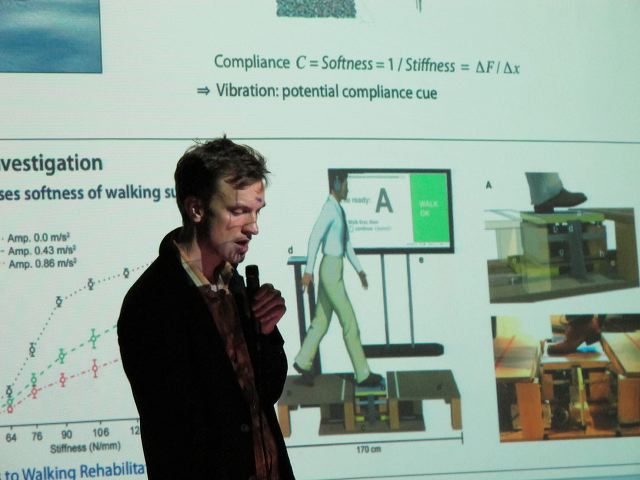 Compliance C = Softness = 1 / Stiffness = ΔF / Δx
⇒ Vibration: potential compliance cue
vestigation
ses softness of walking su
Amp. 0.0 m/s²
Amp. 0.43 m/s²
Amp. 0.86 m/s²
64 76 90 106 12
Stiffness (N/mm)
to Walking Rehabilita
ready:
A
WALK
OK
d
e
170 cm
A